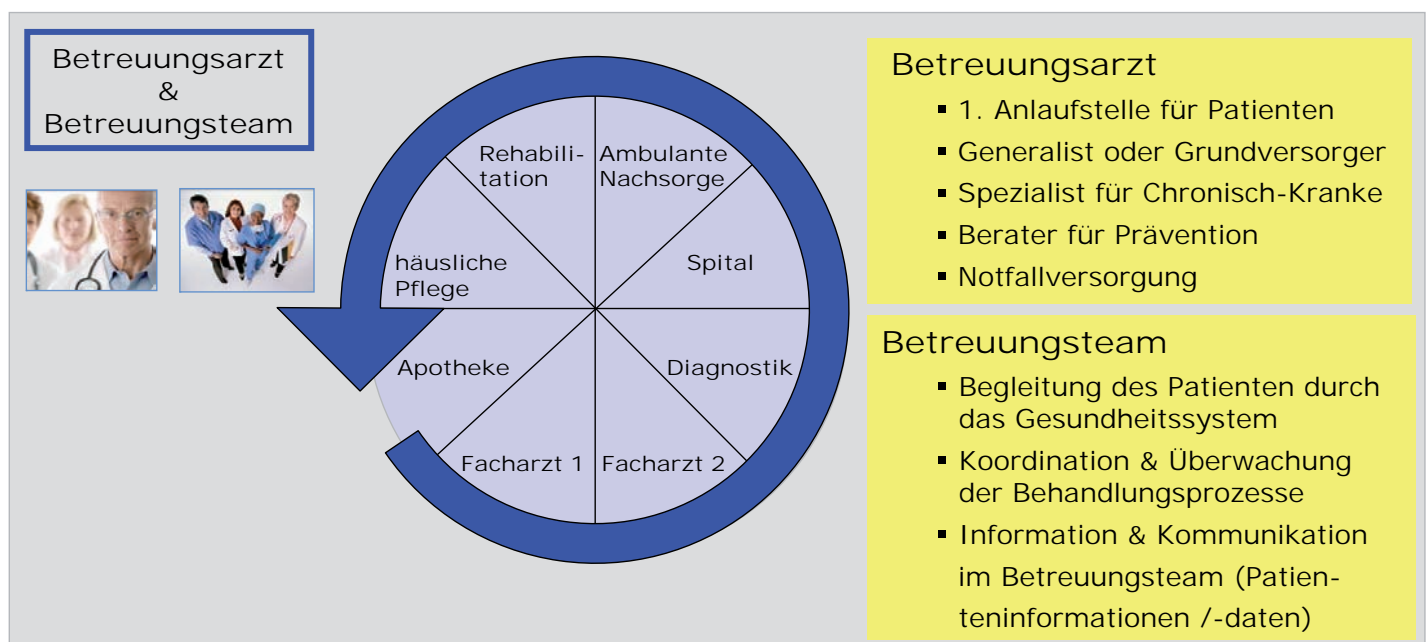 Betreuungsarzt
&
Betreuungsteam
Rehabili-
tation
Ambulante
Nachsorge
häusliche
Pflege
Spital
Apotheke
Diagnostik
Facharzt 1
Facharzt 2
Betreuungsarzt
▪ 1. Anlaufstelle für Patienten
▪ Generalist oder Grundversorger
▪ Spezialist für Chronisch-Kranke
▪ Berater für Prävention
▪ Notfallversorgung
Betreuungsteam
▪ Begleitung des Patienten durch
das Gesundheitssystem
▪ Koordination & Überwachung
der Behandlungsprozesse
▪ Information & Kommunikation
im Betreuungsteam (Patien-
teninformationen /-daten)